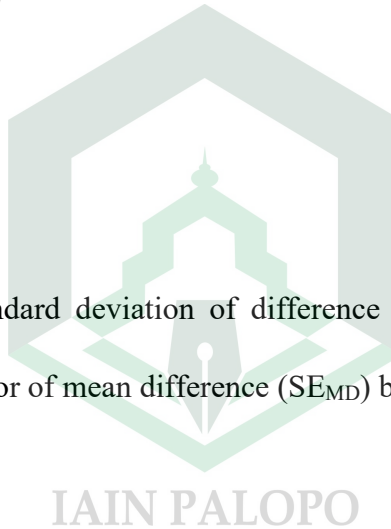 ndard deviation of difference
or of mean difference (SEMD) b
IAIN PALOPO